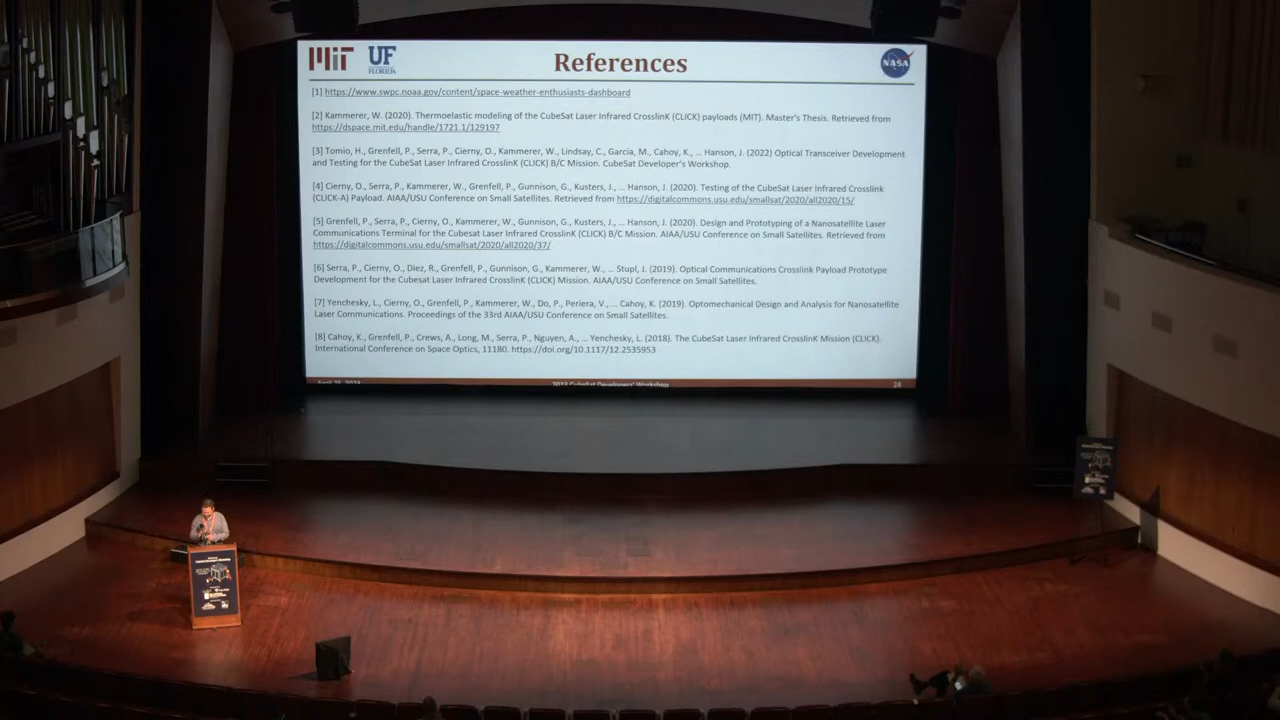 MIT UF References NASA
UNIVERSITY of
FLORIDA
[1] https://www.swpc.noaa.gov/content/space-weather-enthusiasts-dashboard
[2] Kammerer, W. (2020). Thermoelastic modeling of the CubeSat Laser Infrared CrosslinK (CLICK) payloads (MIT). Master's Thesis. Retrieved from
https://dspace.mit.edu/handle/1721.1/129197
[3] Tomio, H., Grenfell, P., Serra, P., Cierny, O., Kammerer, W., Lindsay, C., Garcia, M., Cahoy, K., ... Hanson, J. (2022) Optical Transceiver Development
and Testing for the CubeSat Laser Infrared CrosslinK (CLICK) B/C Mission. CubeSat Developer's Workshop.
[4] Cierny, O., Serra, P., Kammerer, W., Grenfell, P., Gunnison, G., Kusters, J., ... Hanson, J. (2020). Testing of the CubeSat Laser Infrared Crosslink
(CLICK-A) Payload. AIAA/USU Conference on Small Satellites. Retrieved from https://digitalcommons.usu.edu/smallsat/2020/all2020/15/
[5] Grenfell, P., Serra, P., Cierny, O., Kammerer, W., Gunnison, G., Kusters, J., ... Hanson, J. (2020). Design and Prototyping of a Nanosatellite Laser
Communications Terminal for the Cubesat Laser Infrared CrosslinK (CLICK) B/C Mission. AIAA/USU Conference on Small Satellites. Retrieved from
https://digitalcommons.usu.edu/smallsat/2020/all2020/37/
[6] Serra, P., Cierny, O., Diez, R., Grenfell, P., Gunnison, G., Kammerer, W., ... Stupl, J. (2019). Optical Communications Crosslink Payload Prototype
Development for the Cubesat Laser Infrared CrosslinK (CLICK) Mission. AIAA/USU Conference on Small Satellites.
[7] Yenchesky, L., Cierny, O., Grenfell, P., Kammerer, W., Do, P., Periera, V., ... Cahoy, K. (2019). Optomechanical Design and Analysis for Nanosatellite
Laser Communications. Proceedings of the 33rd AIAA/USU Conference on Small Satellites.
[8] Cahoy, K., Grenfell, P., Crews, A., Long, M., Serra, P., Nguyen, A., ... Yenchesky, L. (2018). The CubeSat Laser Infrared CrosslinK Mission (CLICK).
International Conference on Space Optics, 11180. https://doi.org/10.1117/12.2535953
2023 CubeSat Developers' Workshop 24